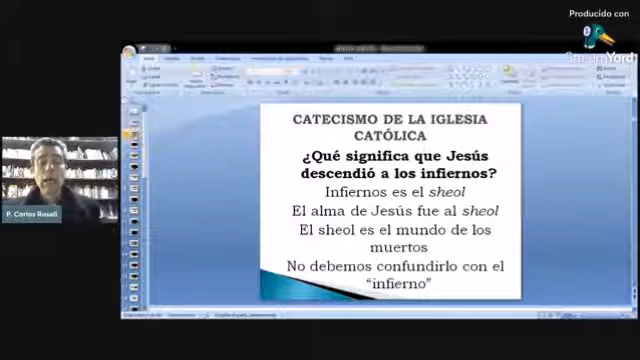 Producido con
StreamYard
CATECISMO DE LA IGLESIA
CATÓLICA
¿Qué significa que Jesús
descendió a los infiernos?
Infiernos es el sheol
El alma de Jesús fue al sheol
El sheol es el mundo de los
muertos
No debemos confundirlo con el
“infierno”
P. Carlos Rosell